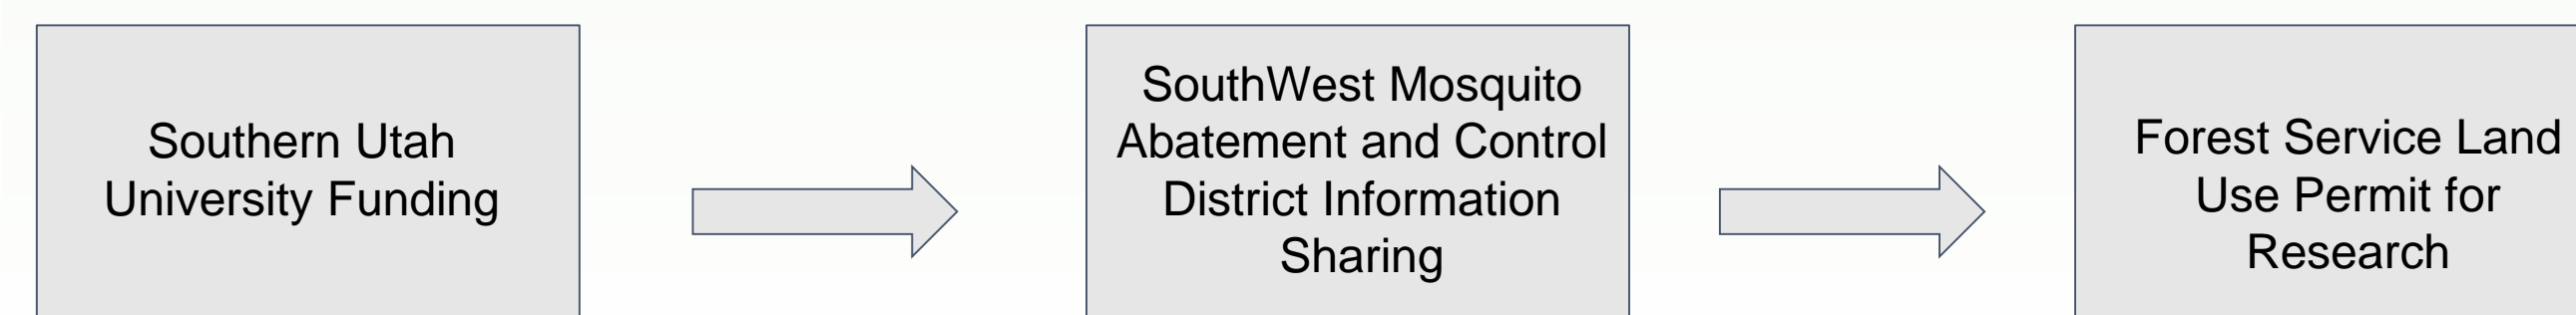 Southern Utah
University Funding
SouthWest Mosquito
Abatement and Control
District Information
Sharing
Forest Service Land
Use Permit for
Research